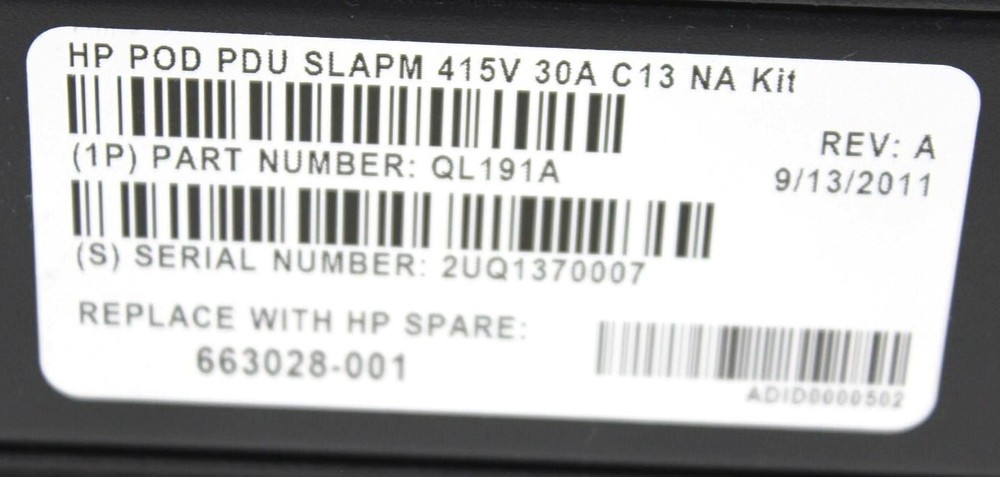 HP POD PDU SLAPM 415V 30A C13 NA Kit
REV: A
(1P) PART NUMBER: QL191A
9/13/2011
(S) SERIAL NUMBER: 2UQ1370007
REPLACE WITH HP SPARE:
663028-001
ADID0000502